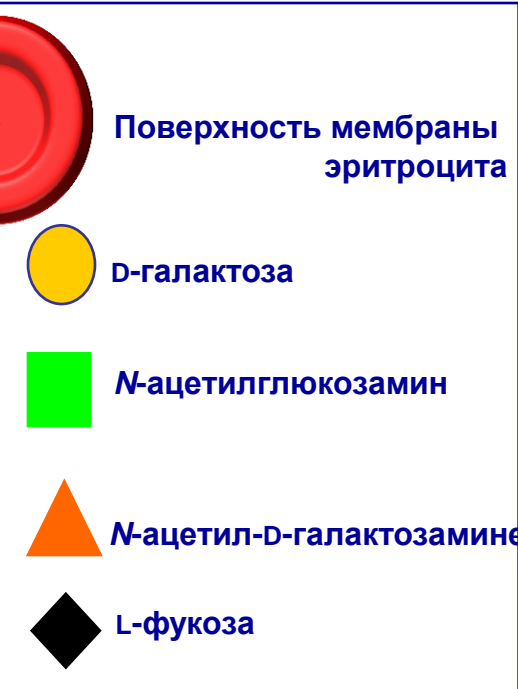 Поверхность мембраны
эритроцита
D-галактоза
N-ацетилглюкозамин
N-ацетил-D-галактозамине
L-фукоза